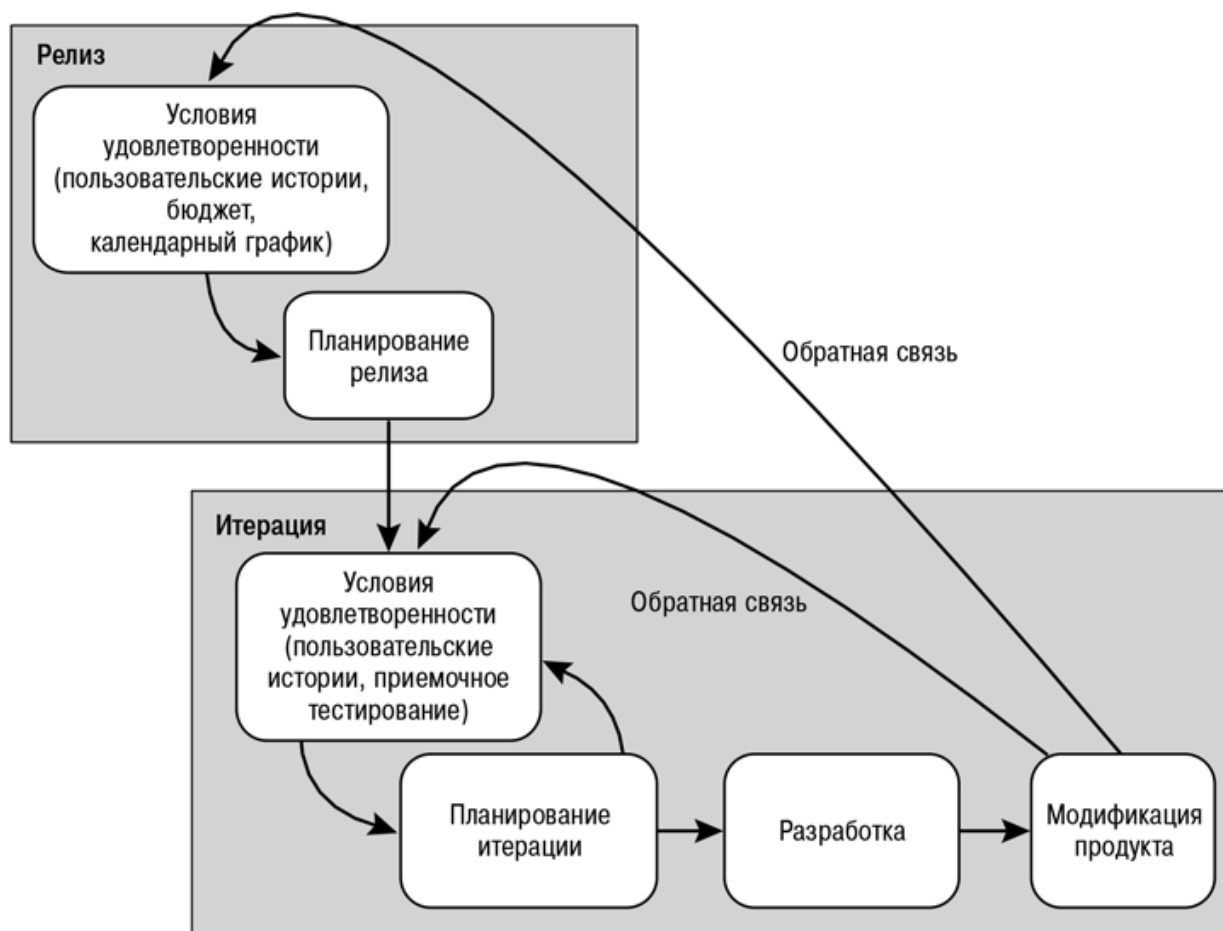 Релиз
Условия
удовлетворенности
(пользовательские истории,
бюджет,
календарный график)
Планирование
релиза
Обратная связь
Итерация
Условия
удовлетворенности
(пользовательские
истории, приемочное
тестирование)
Обратная связь
Планирование
итерации
Разработка
Модификация
продукта